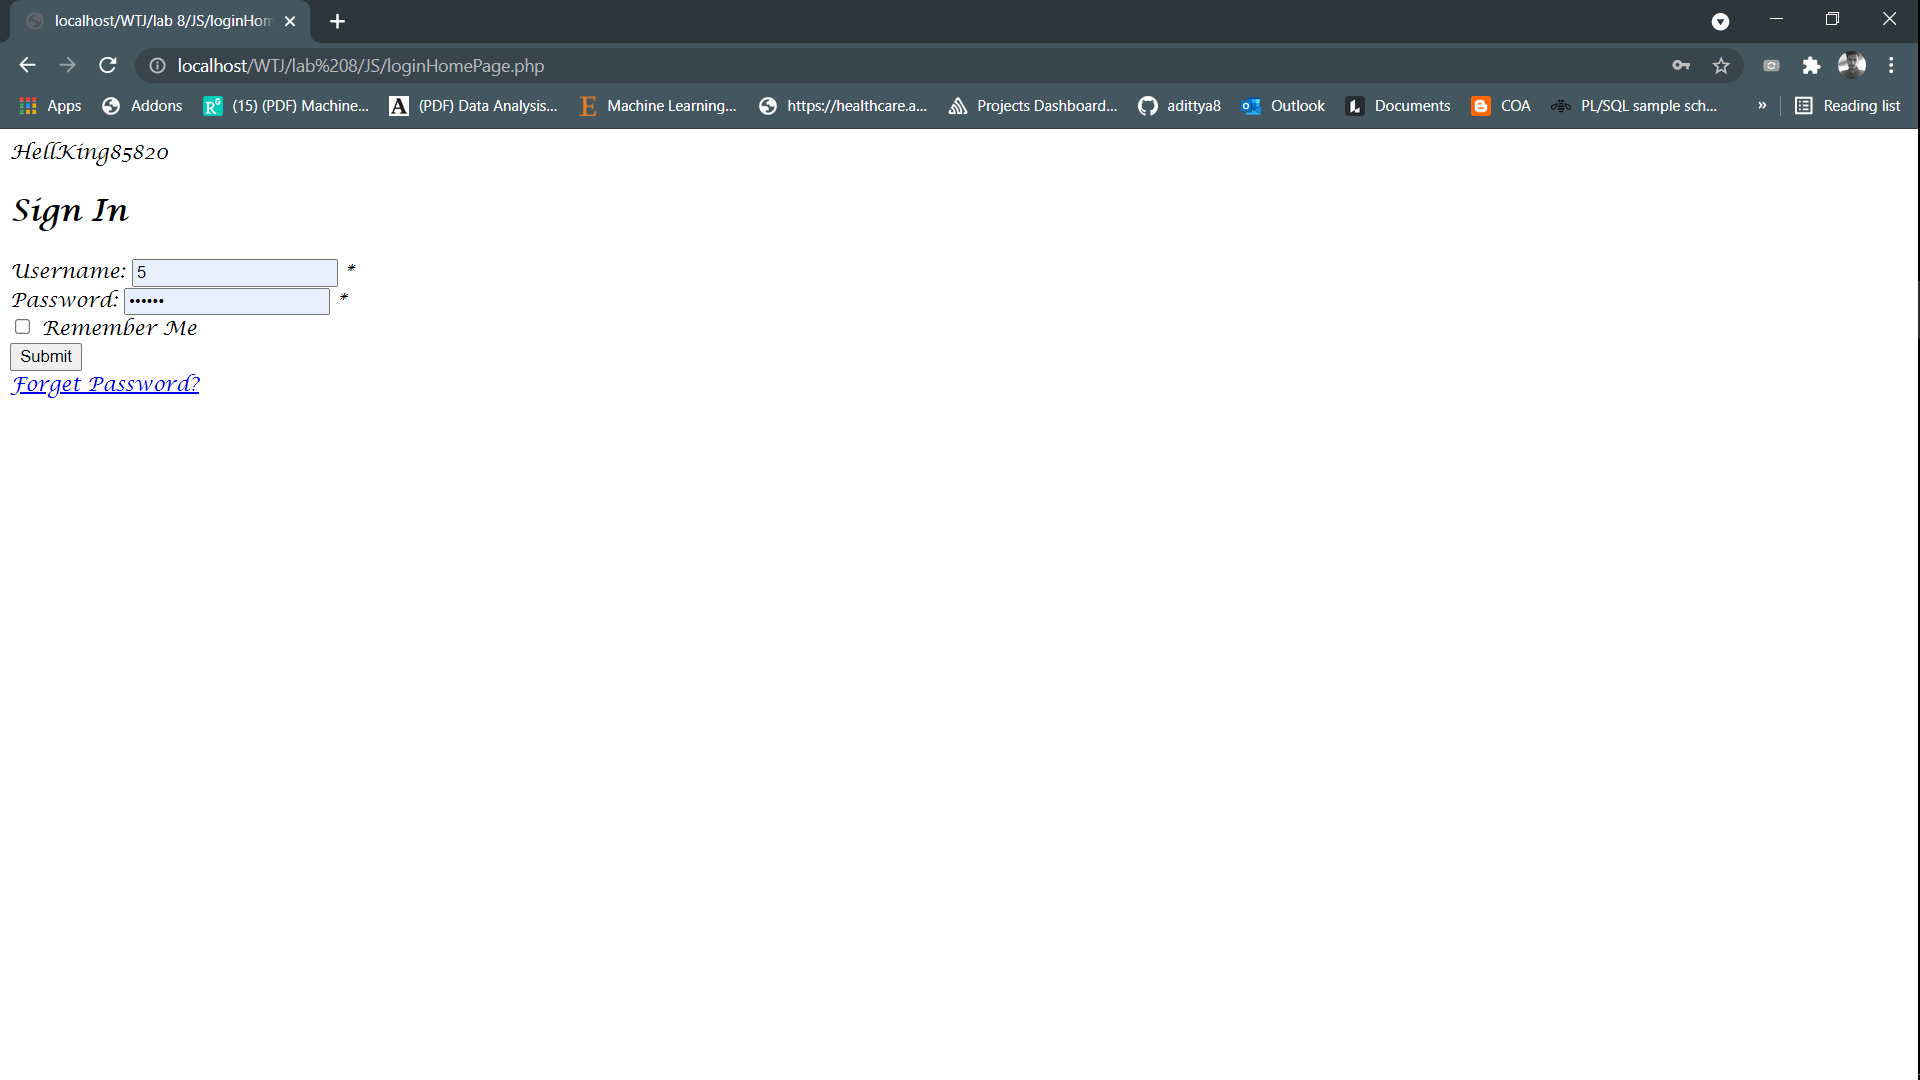 localhost/WTJ/lab 8/JS/loginHom
localhost/WTJ/lab%208/JS/loginHomePage.php
Apps Addons (15) (PDF) Machine... (PDF) Data Analysis... Machine Learning... https://healthcare.a... Projects Dashboard... adittya8 Outlook Documents COA PL/SQL sample sch... » Reading list
HellKing85820
Sign In
Username: 5 *
Password: •••••• *
Remember Me
Submit
Forget Password?